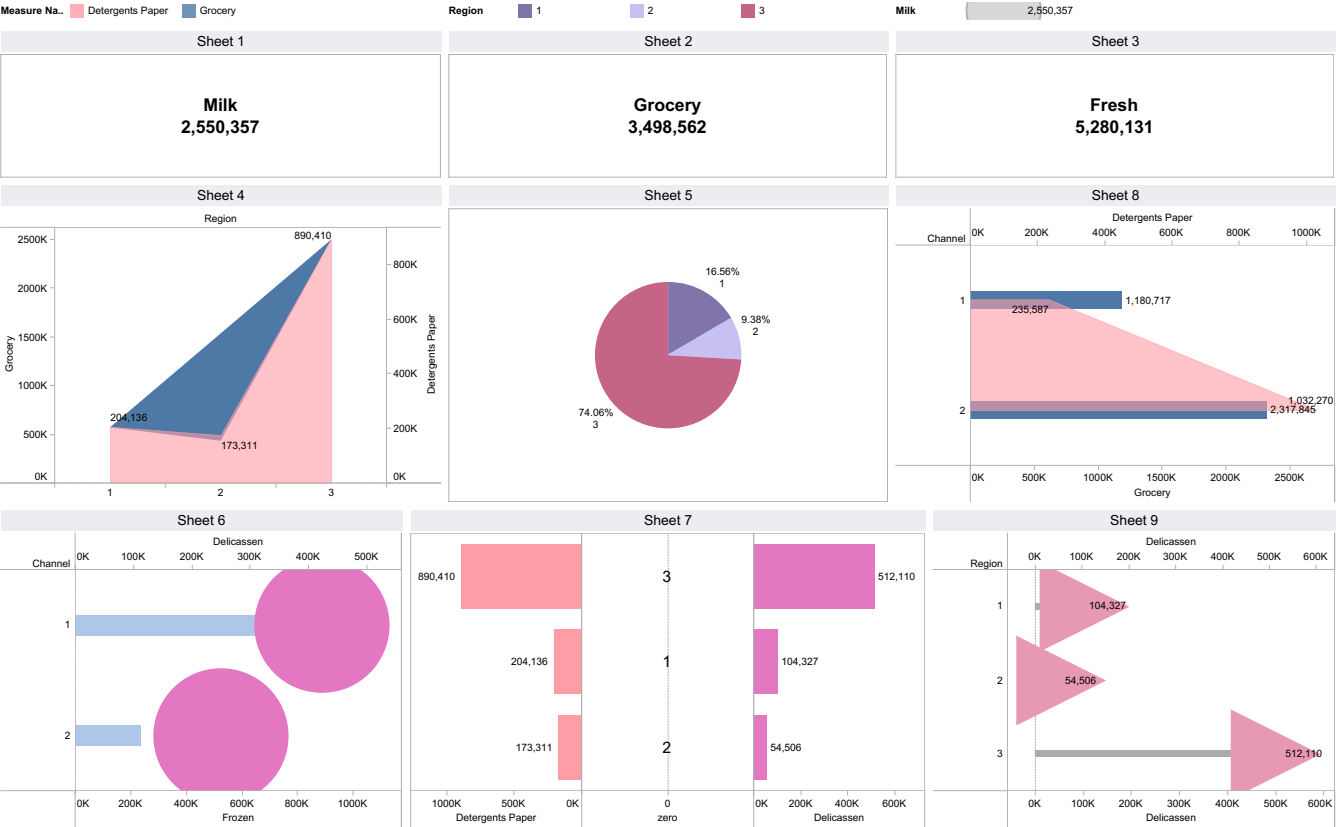 Measure Na.. Detergents Paper Grocery
Region 1 2 3
Milk 2,550,357
Sheet 1
Milk
2,550,357
Sheet 2
Grocery
3,498,562
Sheet 3
Fresh
5,280,131
Sheet 4
Region
2500K
2000K
1500K
1000K
500K
0K
Grocery
890,410
204,136
173,311
800K
600K
400K
200K
0K
Detergents Paper
1 2 3
Sheet 5
16.56%
1
9.38%
2
74.06%
3
Sheet 8
Detergents Paper
Channel 0K 200K 400K 600K 800K 1000K
1 1,180,717
235,587
1,032,270
2 2,317,845
0K 500K 1000K 1500K 2000K 2500K
Grocery
Sheet 6
Delicassen
Channel 0K 100K 200K 300K 400K 500K
1
2
0K 200K 400K 600K 800K 1000K
Frozen
Sheet 7
890,410 3 512,110
204,136 1 104,327
173,311 2 54,506
1000K 500K 0K 0 0K 200K 400K 600K
Detergents Paper zero Delicassen
Sheet 9
Delicassen
Region 0K 100K 200K 300K 400K 500K 600K
1 104,327
2 54,506
3 512,110
0K 100K 200K 300K 400K 500K 600K
Delicassen